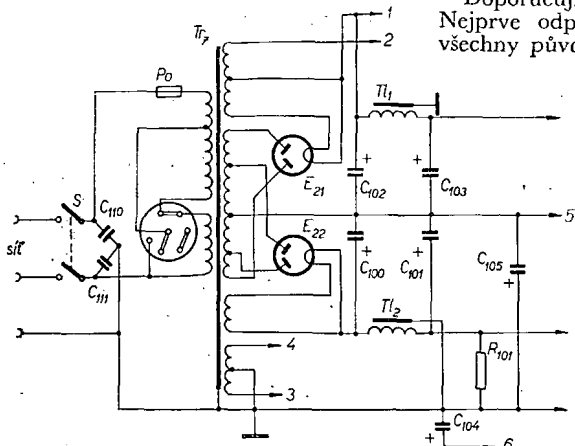 Doporučuj
Nejprve odp
všechny půvo
1
2
Tr7
Po
Tl1
E21
C102
C103
S
C110
síť
C111
E22
5
C100
C101
C105
Tl2
R101
4
3
C104
6